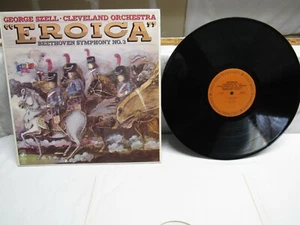 GEORGE SZELL · CLEVELAND ORCHESTRA
"EROICA"
BEETHOVEN SYMPHONY NO.3